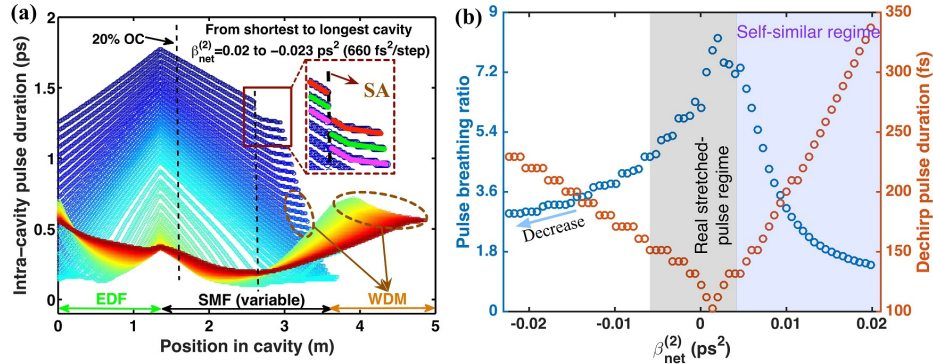 (a)
From shortest to longest cavity
20% OC
β(2)net =0.02 to −0.023 ps² (660 fs²/step)
SA
Intra−cavity pulse duration (ps)
2
1.5
1
0.5
0
EDF
SMF (variable)
WDM
0 1 2 3 4 5
Position in cavity (m)
(b)
Self-similar regime
Pulse breathing ratio
9
7.2
5.4
3.6
1.8
0
Decrease
Real stretched-
pulse regime
350
300
250
200
150
100
Dechirp pulse duration (fs)
-0.02 -0.01 0 0.01 0.02
β(2)net (ps²)